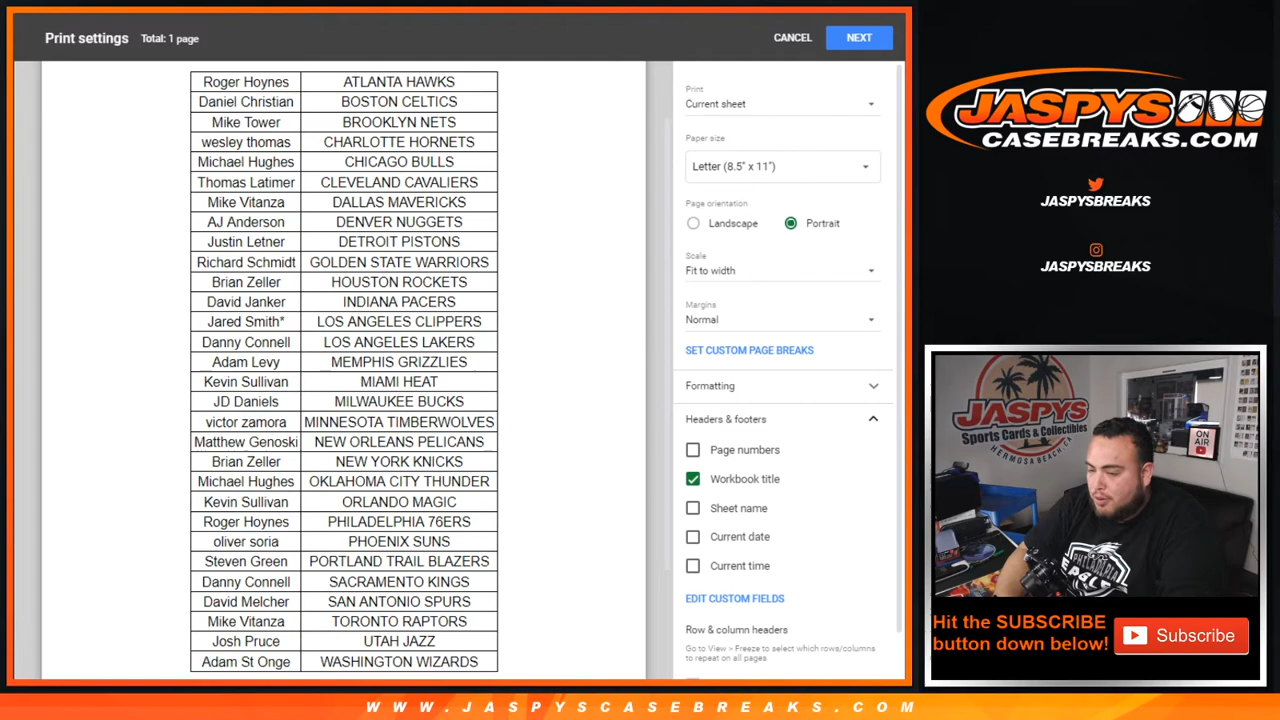 Print settings Total: 1 page CANCEL NEXT
Roger Hoynes ATLANTA HAWKS
Daniel Christian BOSTON CELTICS
Mike Tower BROOKLYN NETS
wesley thomas CHARLOTTE HORNETS
Michael Hughes CHICAGO BULLS
Thomas Latimer CLEVELAND CAVALIERS
Mike Vitanza DALLAS MAVERICKS
AJ Anderson DENVER NUGGETS
Justin Letner DETROIT PISTONS
Richard Schmidt GOLDEN STATE WARRIORS
Brian Zeller HOUSTON ROCKETS
David Janker INDIANA PACERS
Jared Smith* LOS ANGELES CLIPPERS
Danny Connell LOS ANGELES LAKERS
Adam Levy MEMPHIS GRIZZLIES
Kevin Sullivan MIAMI HEAT
JD Daniels MILWAUKEE BUCKS
victor zamora MINNESOTA TIMBERWOLVES
Matthew Genoski NEW ORLEANS PELICANS
Brian Zeller NEW YORK KNICKS
Michael Hughes OKLAHOMA CITY THUNDER
Kevin Sullivan ORLANDO MAGIC
Roger Hoynes PHILADELPHIA 76ERS
oliver soria PHOENIX SUNS
Steven Green PORTLAND TRAIL BLAZERS
Danny Connell SACRAMENTO KINGS
David Melcher SAN ANTONIO SPURS
Mike Vitanza TORONTO RAPTORS
Josh Pruce UTAH JAZZ
Adam St Onge WASHINGTON WIZARDS
Print
Current sheet
Paper size
Letter (8.5" x 11")
Page orientation
Landscape Portrait
Scale
Fit to width
Margins
Normal
SET CUSTOM PAGE BREAKS
Formatting
Headers & footers
Page numbers
Workbook title
Sheet name
Current date
Current time
EDIT CUSTOM FIELDS
Row & column headers
Go to View > Freeze to select which rows/columns
to repeat on all pages
JASPYS
CASEBREAKS.COM
JASPYSBREAKS
JASPYSBREAKS
JASPYS
Sports Cards & Collectibles
HERMOSA BEACH, CA
ON AIR
PHILADELPHIA
EAGLE
Hit the SUBSCRIBE
button down below!
Subscribe
WWW.JASPYSCASEBREAKS.COM